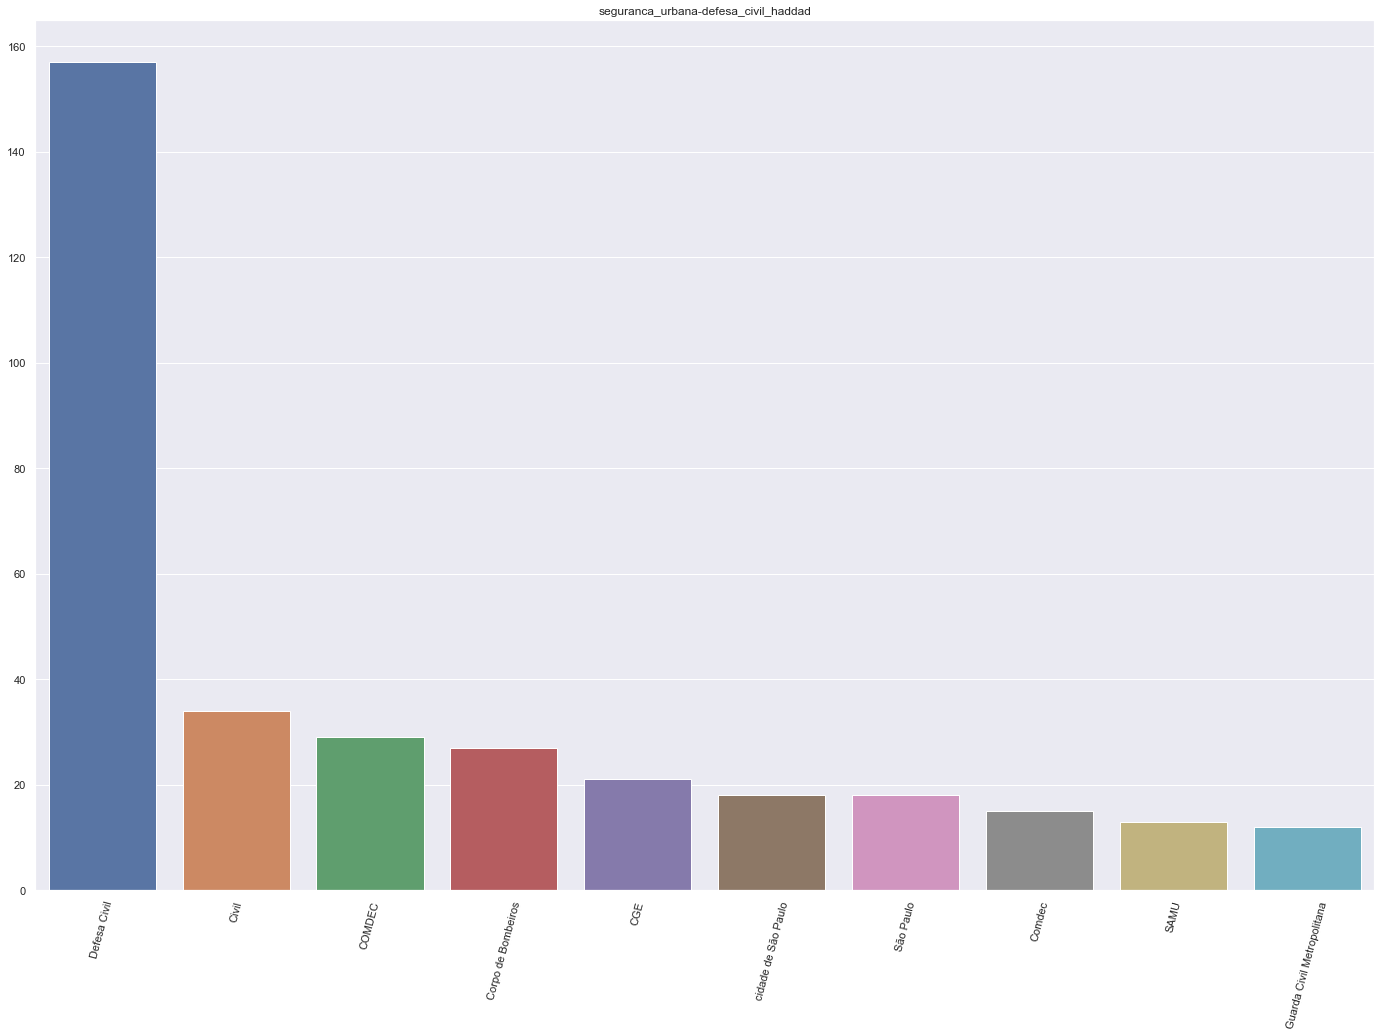 seguranca_urbana-defesa_civil_haddad
160
140
120
100
80
60
40
20
0
Defesa Civil
Civil
COMDEC
Corpo de Bombeiros
CGE
cidade de São Paulo
São Paulo
Comdec
SAMU
Guarda Civil Metropolitana